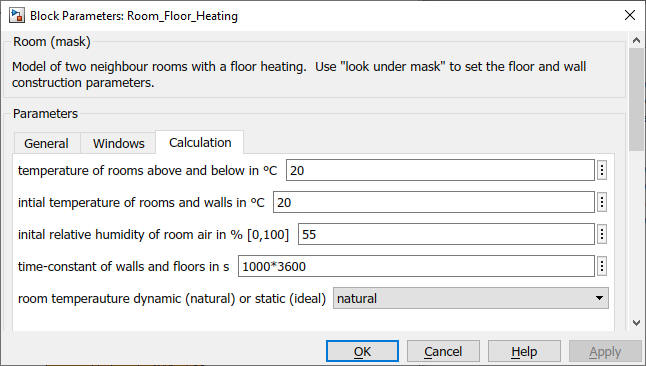 Block Parameters: Room_Floor_Heating
Room (mask)
Model of two neighbour rooms with a floor heating.  Use "look under mask" to set the floor and wall
construction parameters.
Parameters
General Windows Calculation
temperature of rooms above and below in ºC 20
intial temperature of rooms and walls in ºC 20
inital relative humidity of room air in % [0,100] 55
time-constant of walls and floors in s 1000*3600
room temperauture dynamic (natural) or static (ideal) natural
OK Cancel Help Apply